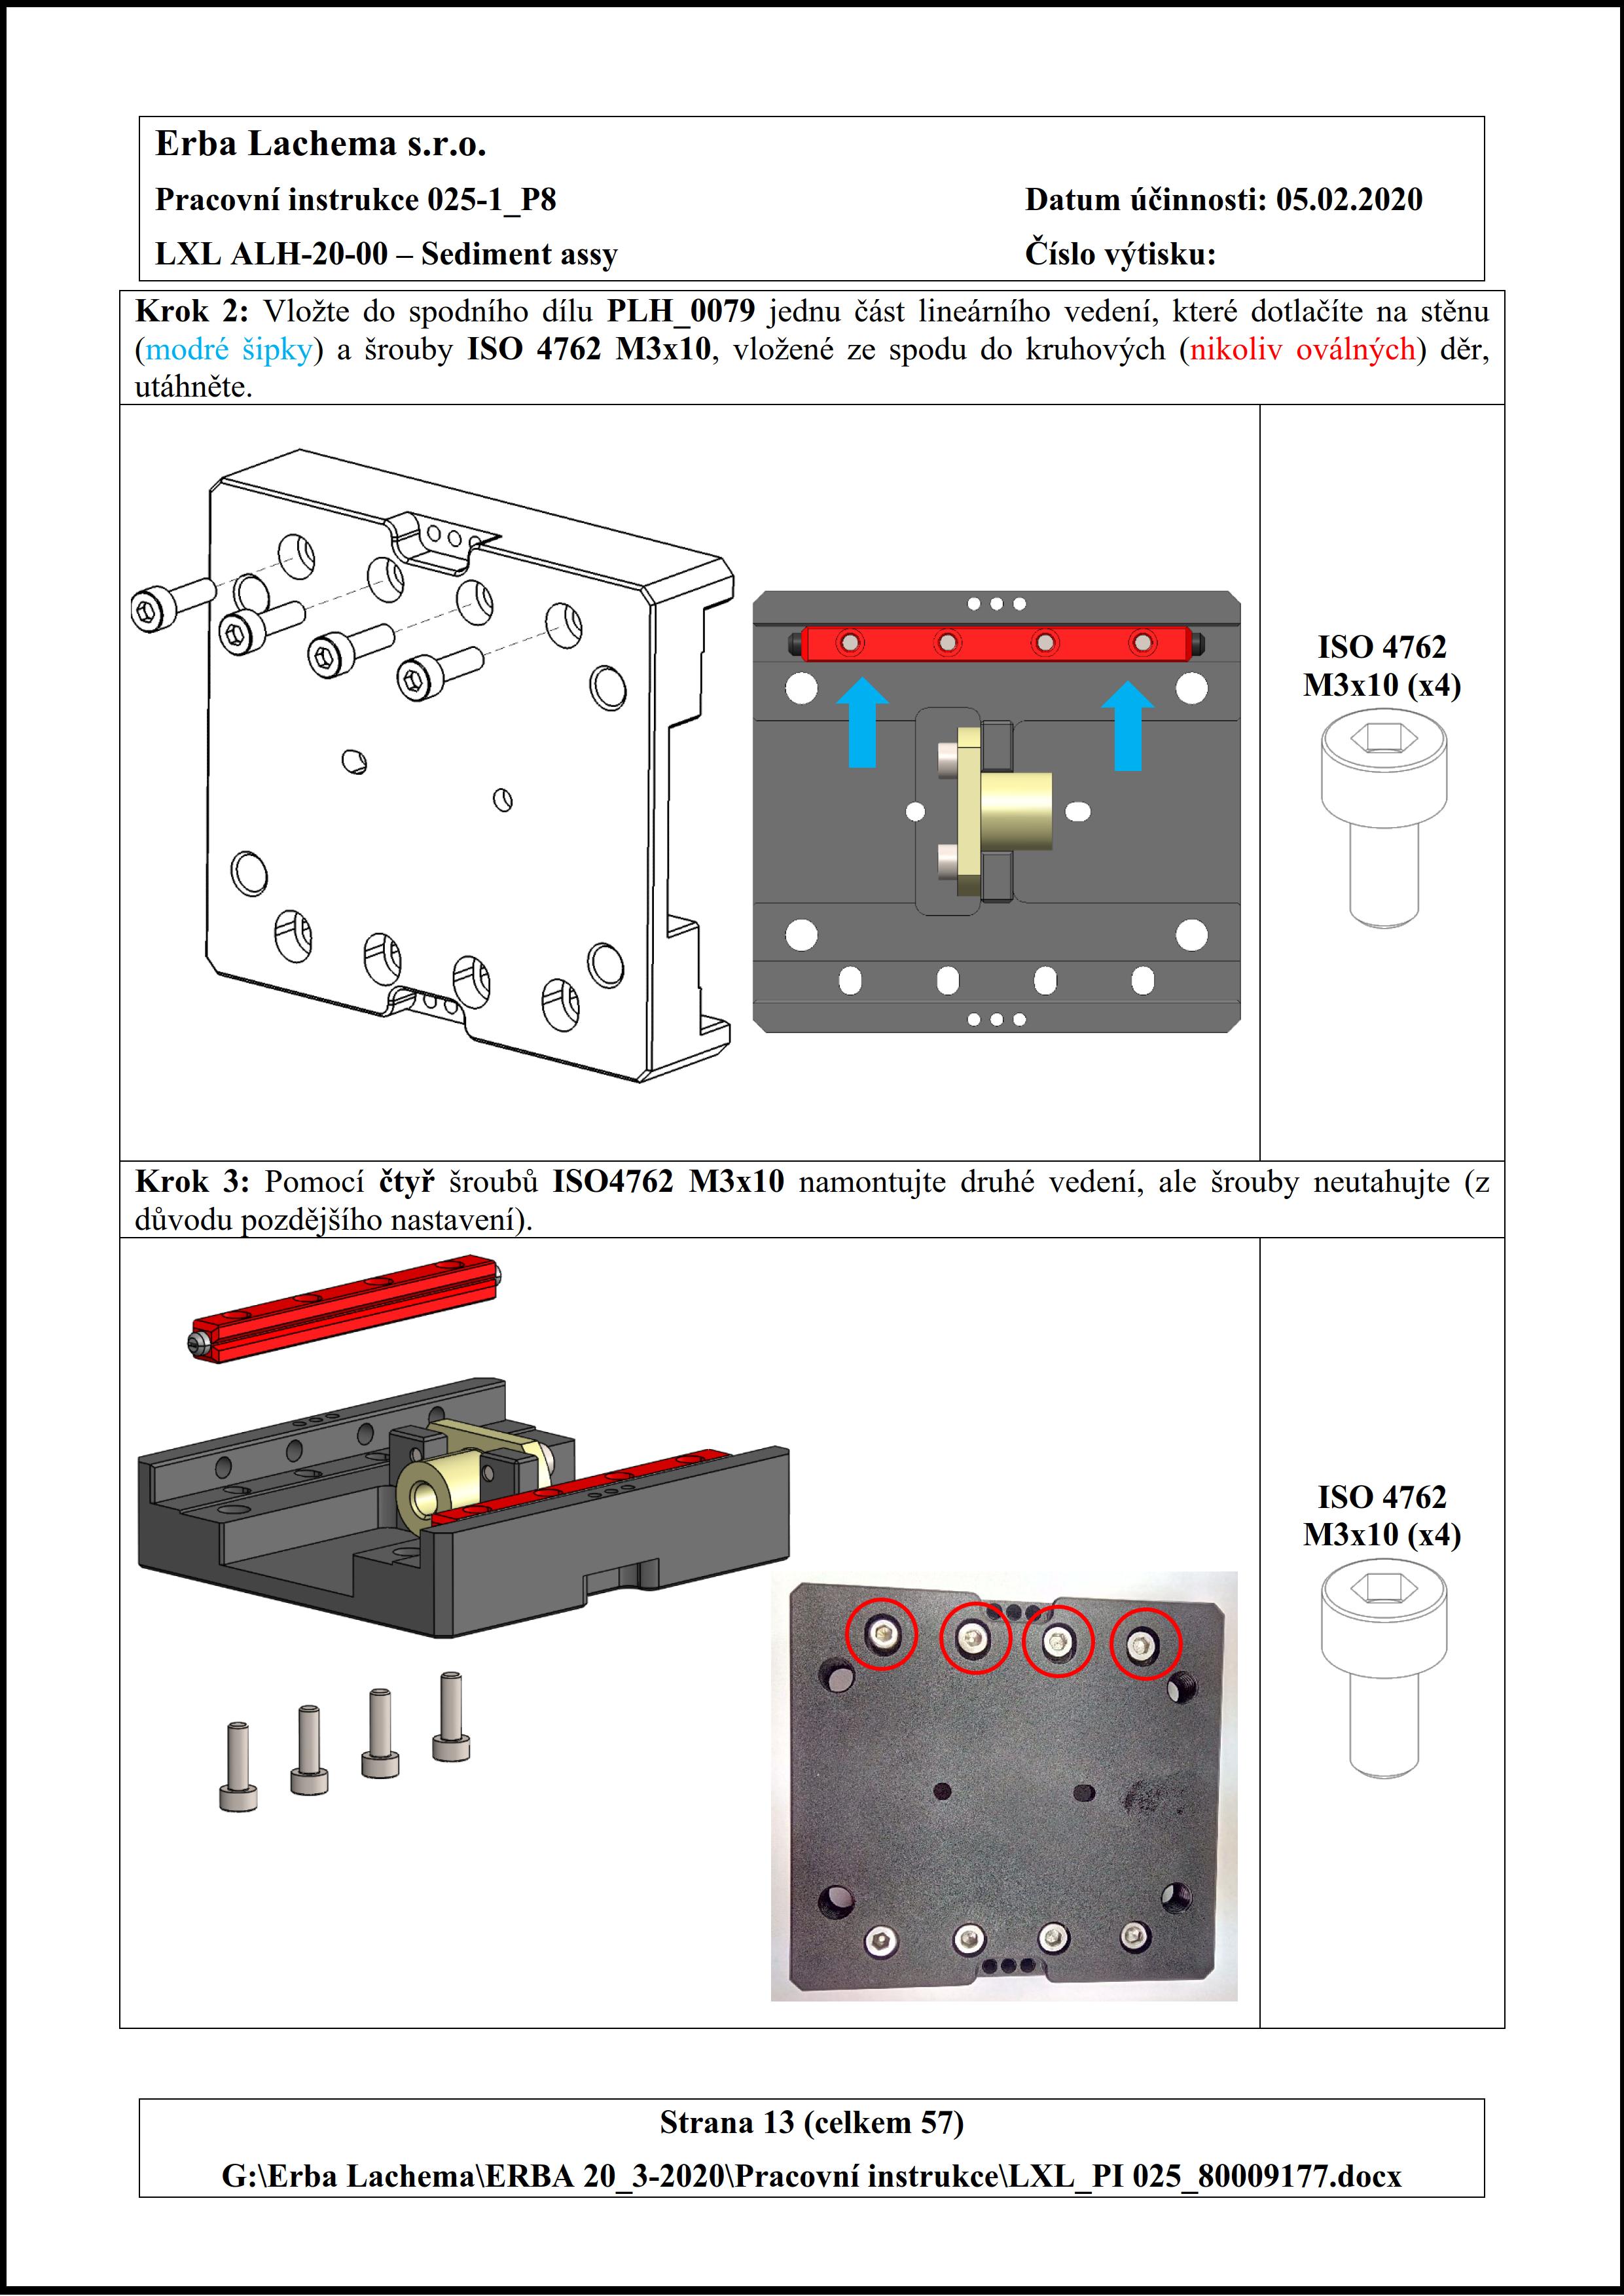 Erba Lachema s.r.o.
Pracovní instrukce 025-1_P8
Datum účinnosti: 05.02.2020
LXL ALH-20-00 – Sediment assy
Číslo výtisku:
Krok 2: Vložte do spodního dílu PLH_0079 jednu část lineárního vedení, které dotlačíte na stěnu
(modré šipky) a šrouby ISO 4762 M3x10, vložené ze spodu do kruhových (nikoliv oválných) děr,
utáhněte.
ISO 4762
M3x10 (x4)
Krok 3: Pomocí čtyř šroubů ISO4762 M3x10 namontujte druhé vedení, ale šrouby neutahujte (z
důvodu pozdějšího nastavení).
ISO 4762
M3x10 (x4)
Strana 13 (celkem 57)
G:\Erba Lachema\ERBA 20_3-2020\Pracovní instrukce\LXL_PI 025_80009177.docx